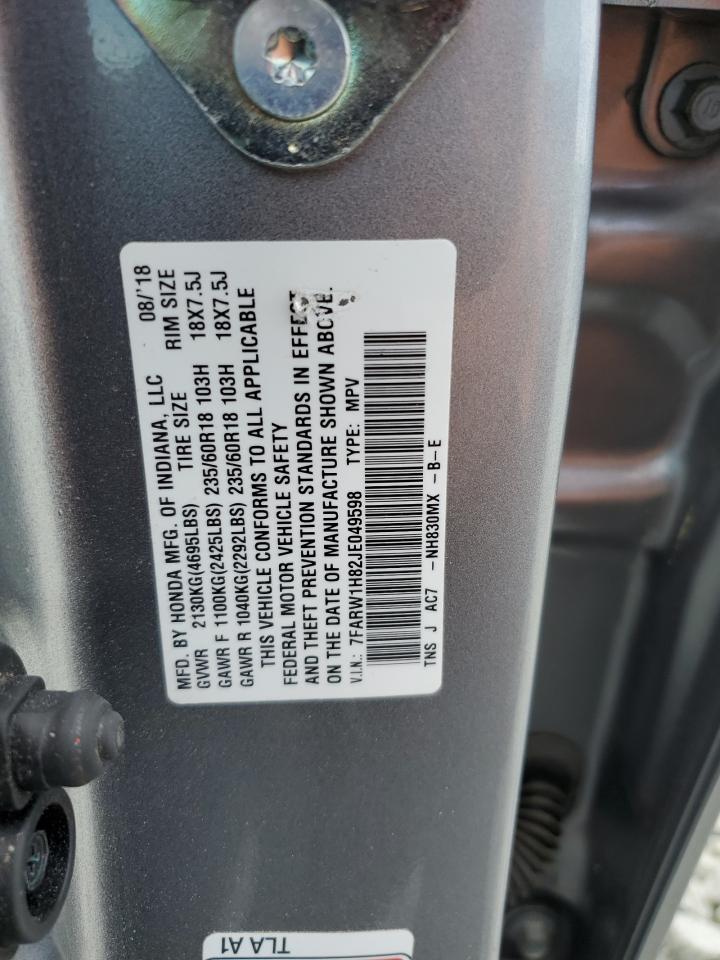 MFD. BY HONDA MFG. OF INDIANA, LLC 08/'18
GVWR 2130KG(4695LBS) TIRE SIZE RIM SIZE
GAWR F 1100KG(2425LBS) 235/60R18 103H 18X7.5J
GAWR R 1040KG(2292LBS) 235/60R18 103H 18X7.5J
THIS VEHICLE CONFORMS TO ALL APPLICABLE
FEDERAL MOTOR VEHICLE SAFETY
AND THEFT PREVENTION STANDARDS IN EFFECT
ON THE DATE OF MANUFACTURE SHOWN ABOVE.
V.I.N.: 7FARW1H82JE049598 TYPE: MPV
TNS J AC7 -NH830MX -B-E
TLA A1